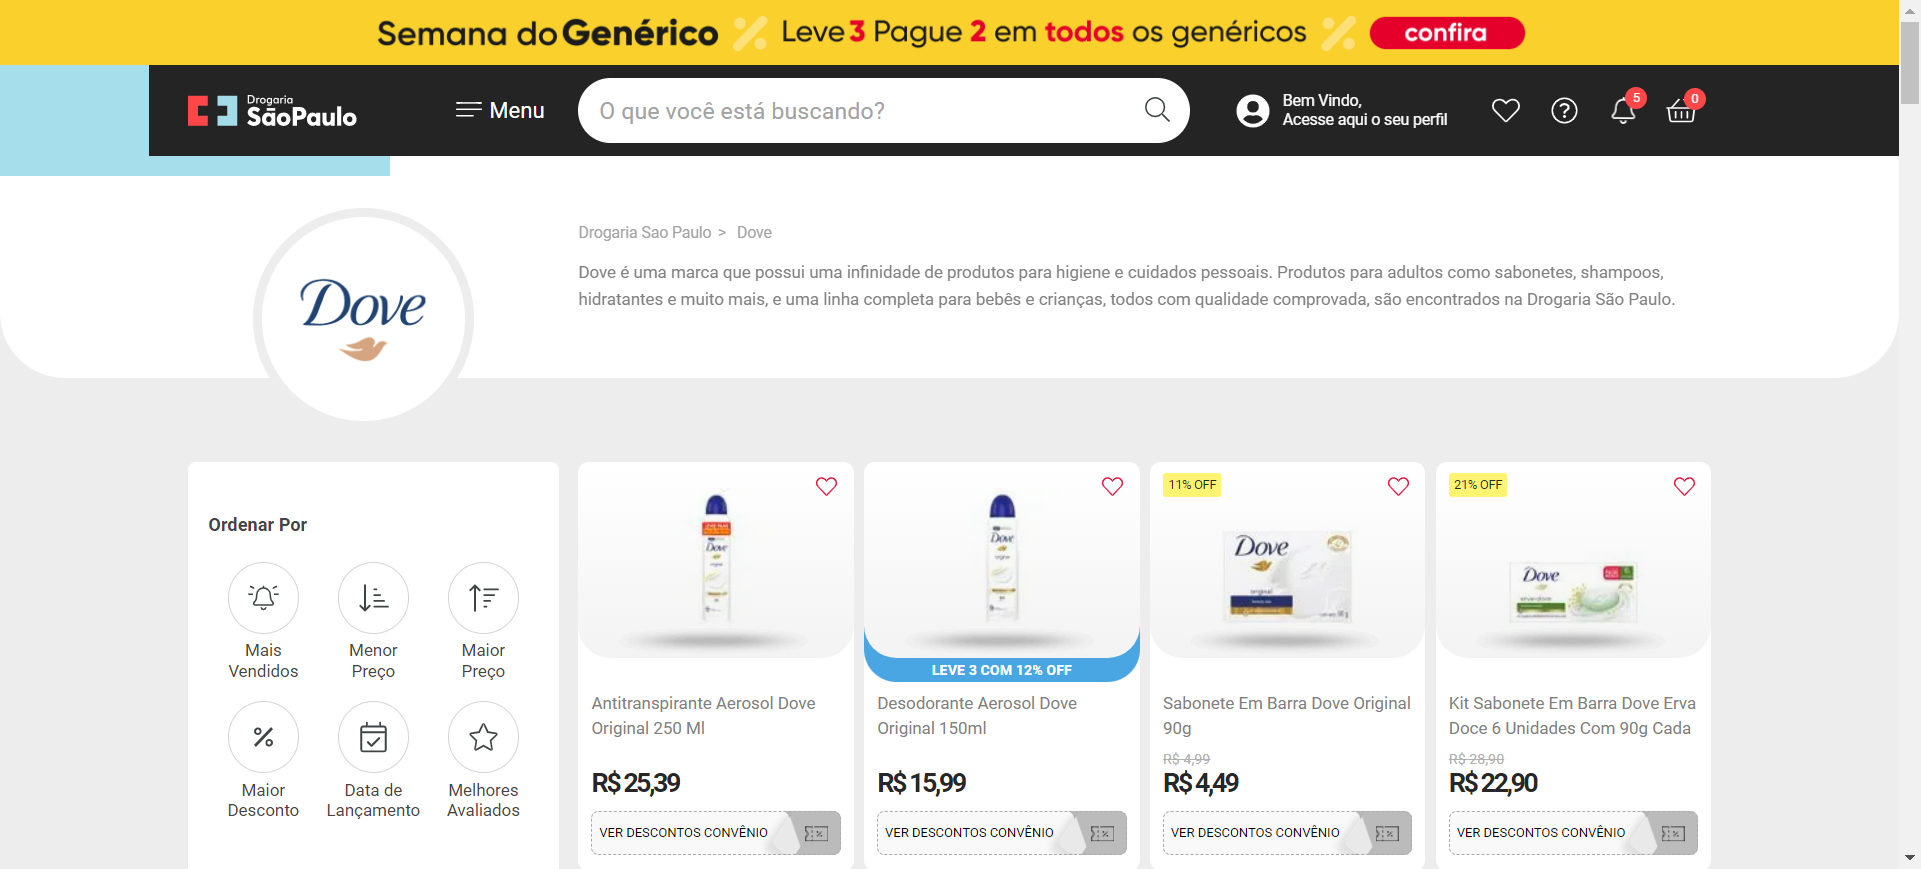 Semana do Genérico % Leve 3 Pague 2 em todos os genéricos % confira
Drogaria
SãoPaulo
Menu
O que você está buscando?
Bem Vindo,
Acesse aqui o seu perfil
5
0
Drogaria Sao Paulo > Dove
Dove é uma marca que possui uma infinidade de produtos para higiene e cuidados pessoais. Produtos para adultos como sabonetes, shampoos,
hidratantes e muito mais, e uma linha completa para bebês e crianças, todos com qualidade comprovada, são encontrados na Drogaria São Paulo.
Dove
Ordenar Por
Mais
Vendidos
Menor
Preço
Maior
Preço
Maior
Desconto
Data de
Lançamento
Melhores
Avaliados
Dove
Antitranspirante Aerosol Dove
Original 250 Ml
R$ 25,39
VER DESCONTOS CONVÊNIO
Dove
LEVE 3 COM 12% OFF
Desodorante Aerosol Dove
Original 150ml
R$ 15,99
VER DESCONTOS CONVÊNIO
11% OFF
Dove
original
Sabonete Em Barra Dove Original
90g
R$ 4,99
R$ 4,49
VER DESCONTOS CONVÊNIO
21% OFF
Dove
Kit Sabonete Em Barra Dove Erva
Doce 6 Unidades Com 90g Cada
R$ 28,90
R$ 22,90
VER DESCONTOS CONVÊNIO